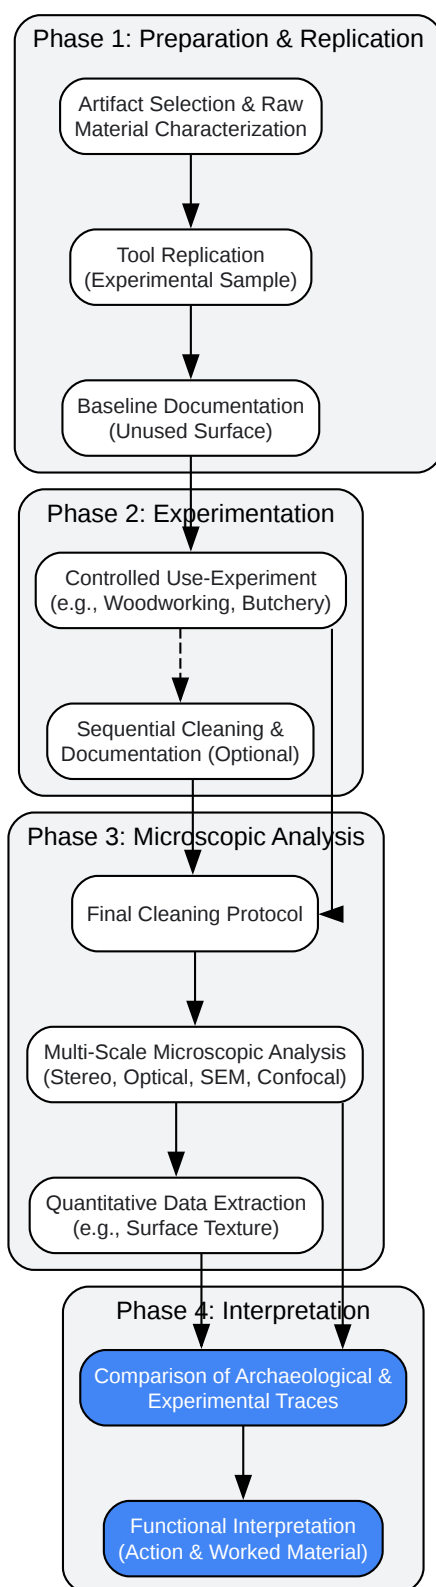 Phase 1: Preparation & Replication
Artifact Selection & Raw
Material Characterization
Tool Replication
(Experimental Sample)
Baseline Documentation
(Unused Surface)
Phase 2: Experimentation
Controlled Use-Experiment
(e.g., Woodworking, Butchery)
Sequential Cleaning &
Documentation (Optional)
Phase 3: Microscopic Analysis
Final Cleaning Protocol
Multi-Scale Microscopic Analysis
(Stereo, Optical, SEM, Confocal)
Quantitative Data Extraction
(e.g., Surface Texture)
Phase 4: Interpretation
Comparison of Archaeological &
Experimental Traces
Functional Interpretation
(Action & Worked Material)